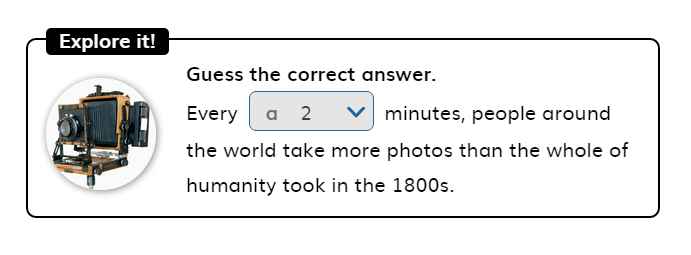 Explore it!
Guess the correct answer.
Every a 2 minutes, people around
the world take more photos than the whole of
humanity took in the 1800s.